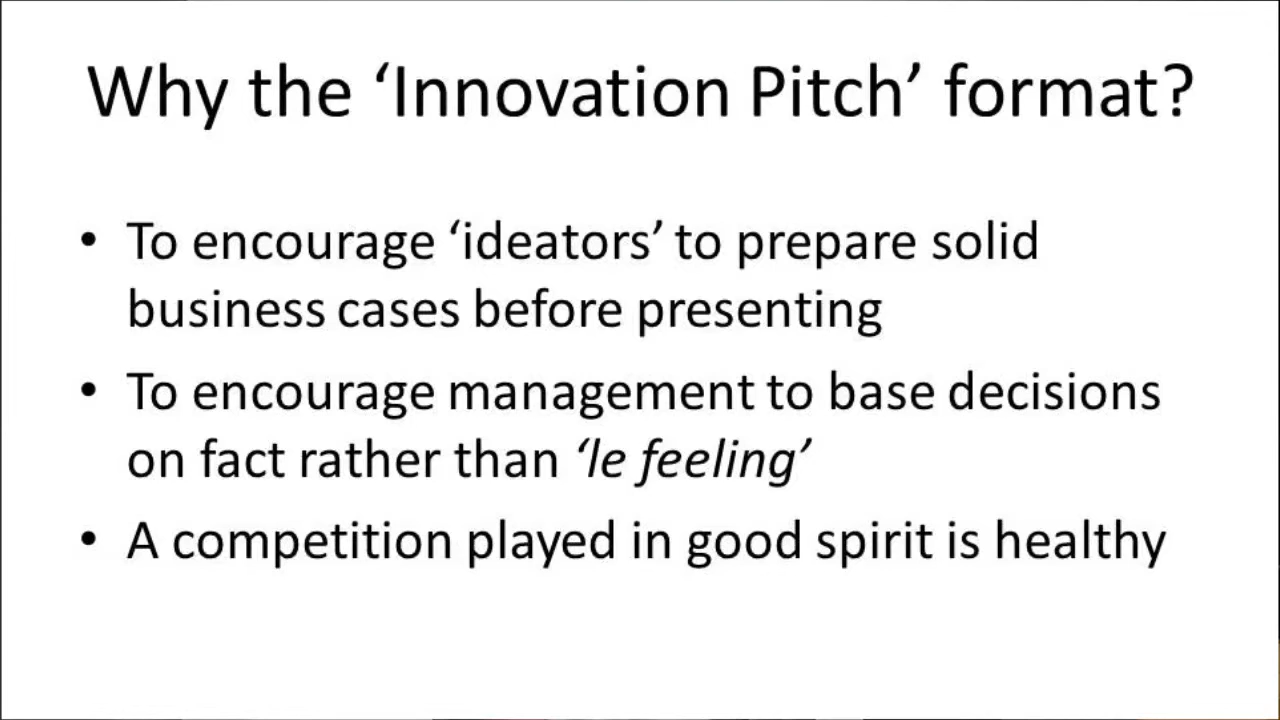 Why the ‘Innovation Pitch’ format?
• To encourage ‘ideators’ to prepare solid
business cases before presenting
• To encourage management to base decisions
on fact rather than ‘le feeling’
• A competition played in good spirit is healthy